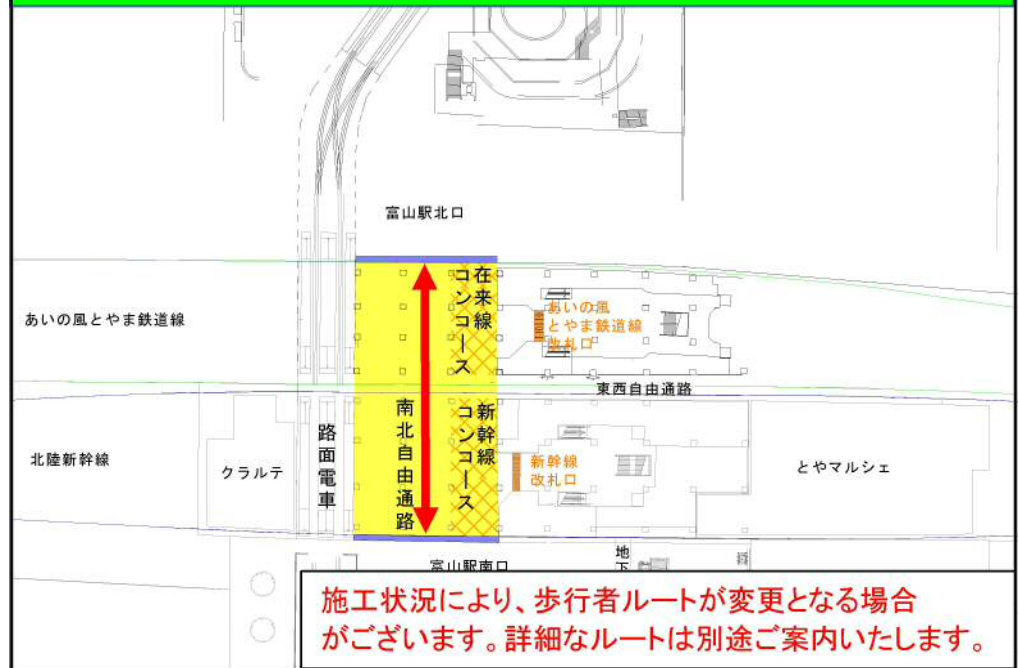 富山駅北口
在来線
コンコース
あいの風とやま鉄道線
あいの風
とやま鉄道線
改札口
東西自由通路
新幹線
コンコース
南北自由通路
路面電車
北陸新幹線
クラルテ
新幹線
改札口
とやマルシェ
富山駅南口
地下
施工状況により、歩行者ルートが変更となる場合
がございます。詳細なルートは別途ご案内いたします。